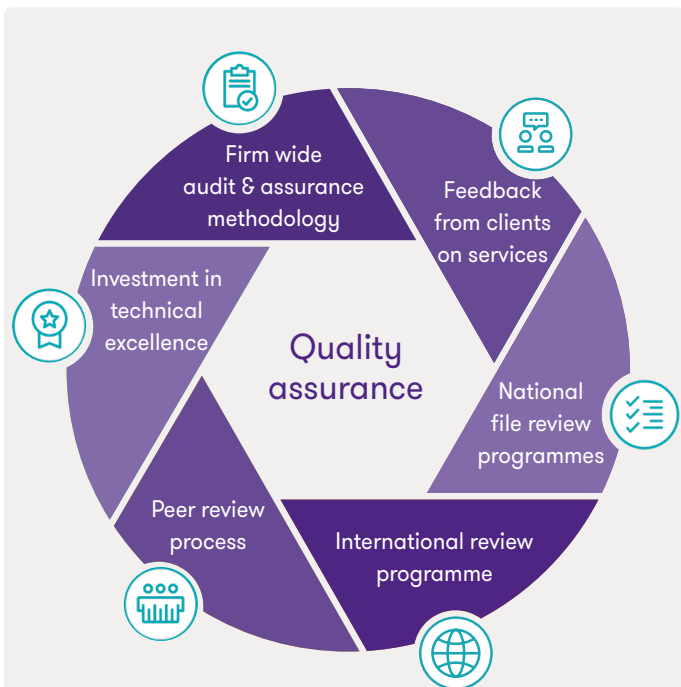 Firm wide
audit & assurance
methodology
Feedback
from clients
on services
Investment in
technical
excellence
Quality
assurance
National
file review
programmes
Peer review
process
International review
programme